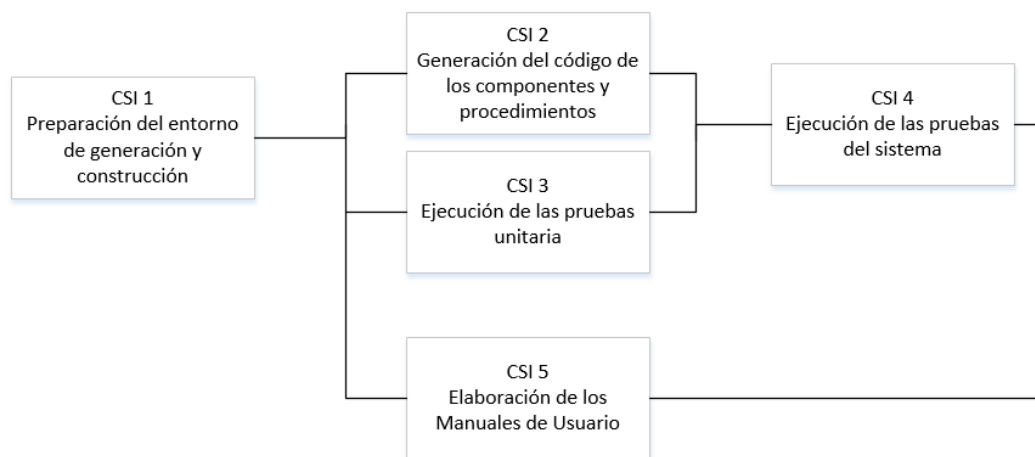 CSI 1
Preparación del entorno
de generación y
construcción
CSI 2
Generación del código de
los componentes y
procedimientos
CSI 3
Ejecución de las pruebas
unitaria
CSI 4
Ejecución de las pruebas
del sistema
CSI 5
Elaboración de los
Manuales de Usuario